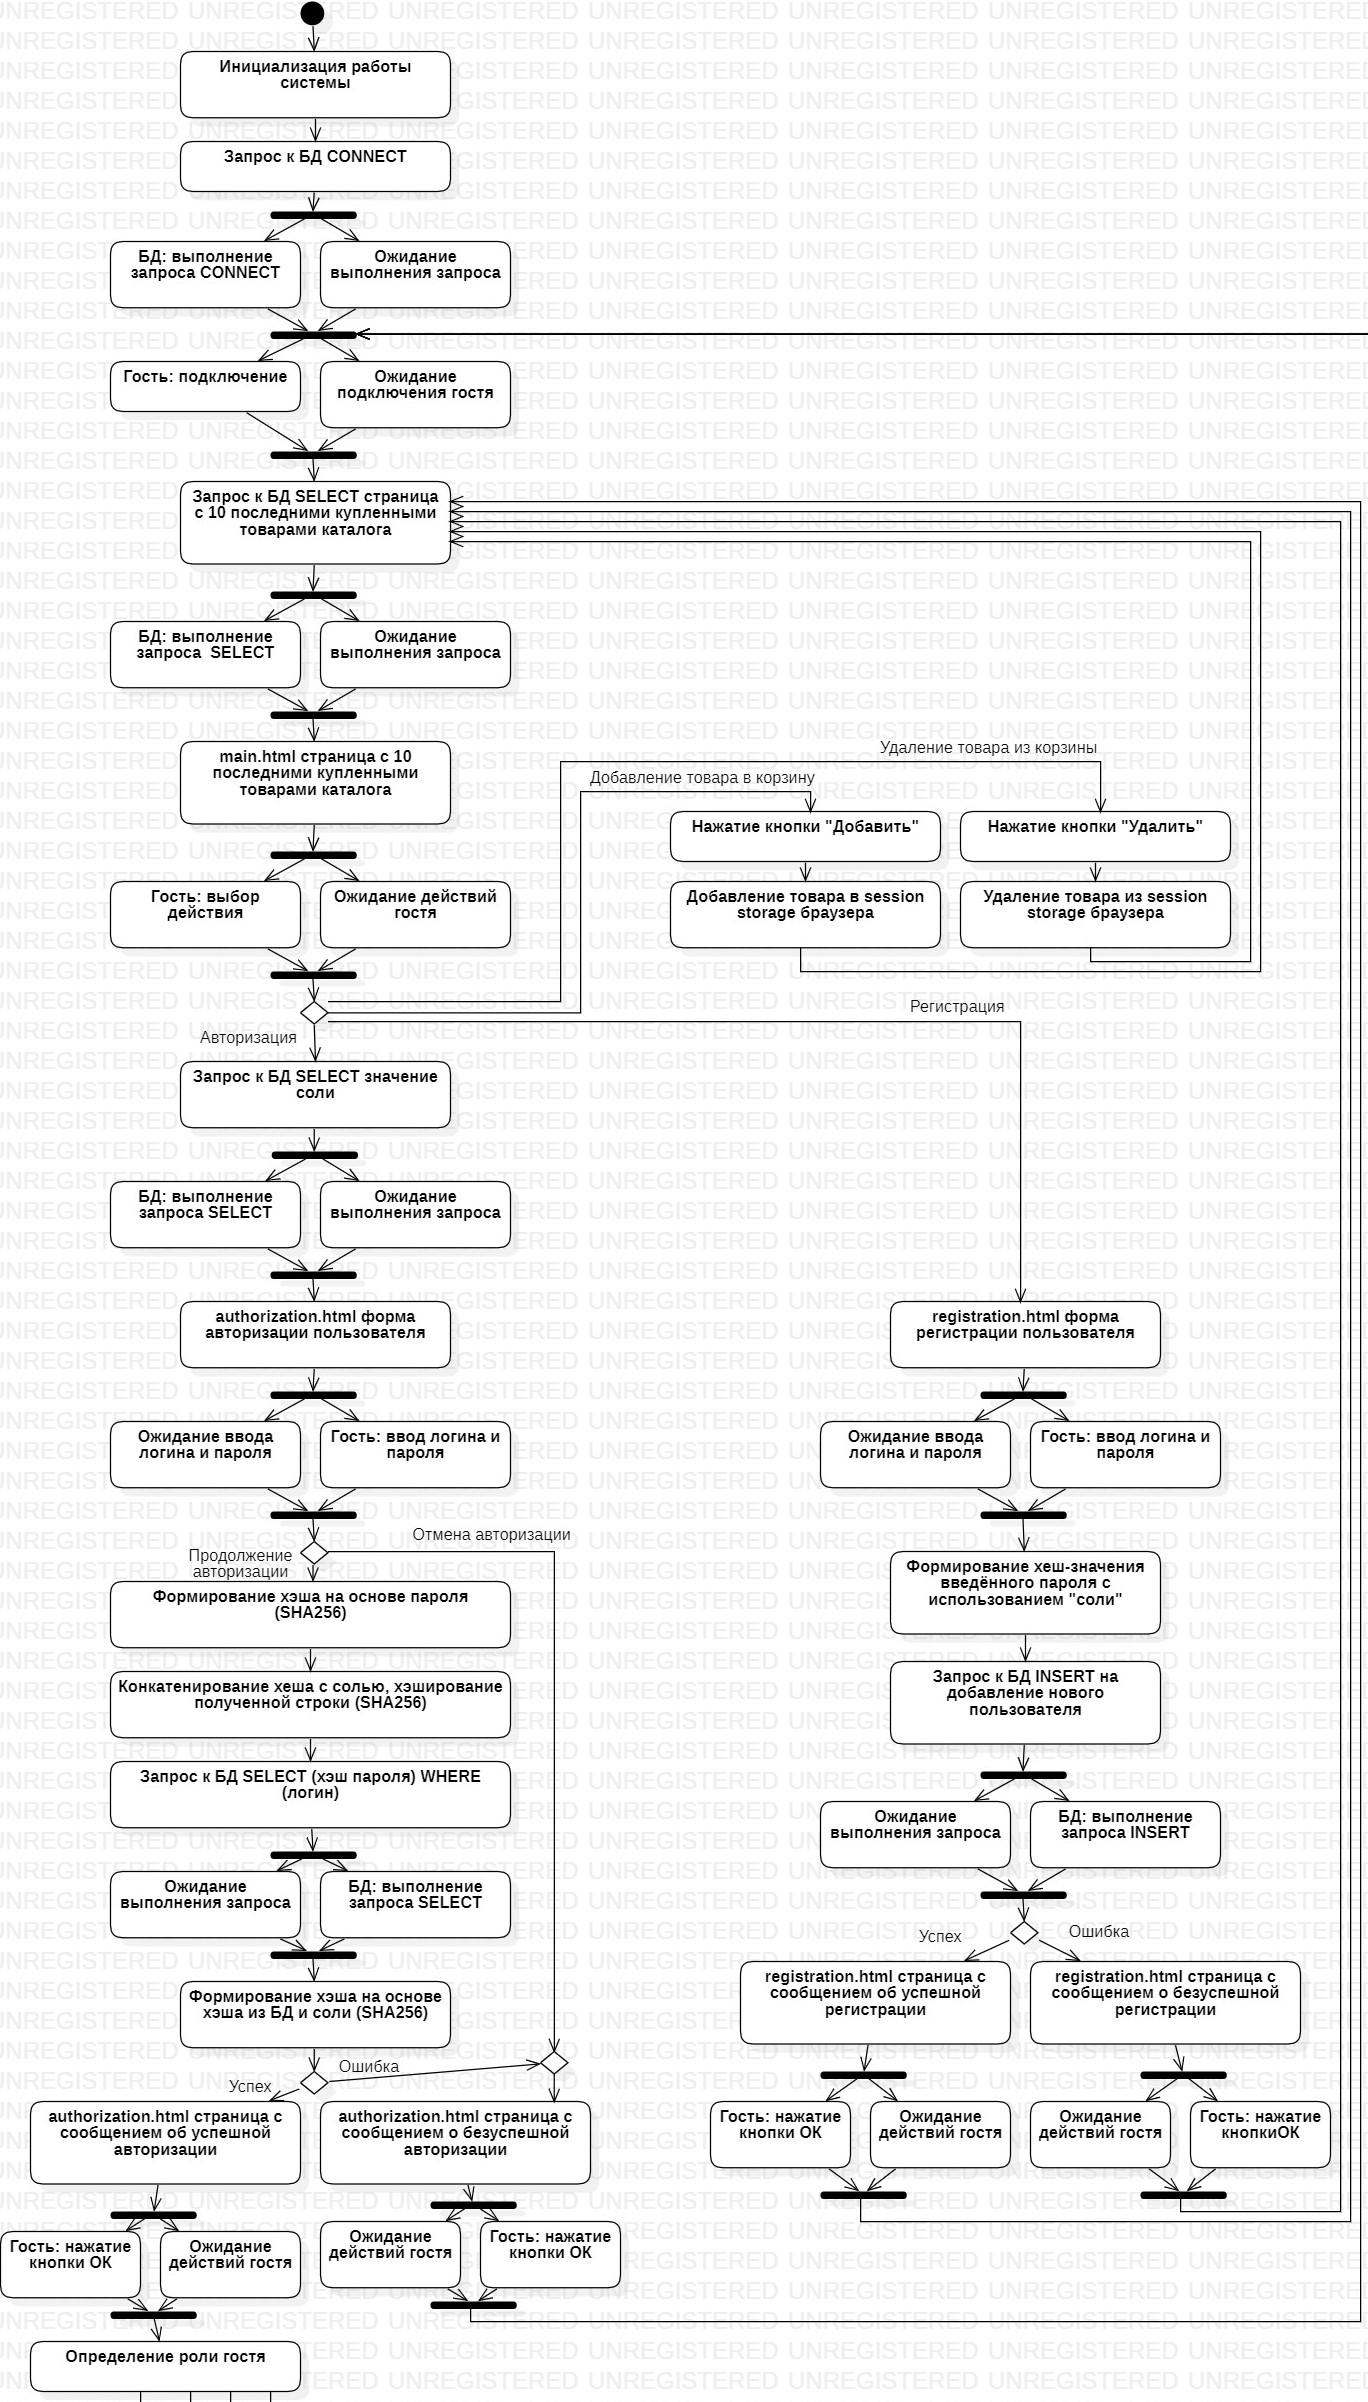 Инициализация работы
системы
Запрос к БД CONNECT
БД: выполнение
запроса CONNECT
Ожидание
выполнения запроса
Гость: подключение
Ожидание
подключения гостя
Запрос к БД SELECT страница
с 10 последними купленными
товарами каталога
БД: выполнение
запроса  SELECT
Ожидание
выполнения запроса
main.html страница с 10
последними купленными
товарами каталога
Удаление товара из корзины
Добавление товара в корзину
Нажатие кнопки "Добавить"
Нажатие кнопки "Удалить"
Гость: выбор
действия
Ожидание действий
гостя
Добавление товара в session
storage браузера
Удаление товара из session
storage браузера
Регистрация
Авторизация
Запрос к БД SELECT значение
соли
БД: выполнение
запроса SELECT
Ожидание
выполнения запроса
authorization.html форма
авторизации пользователя
registration.html форма
регистрации пользователя
Ожидание ввода
логина и пароля
Гость: ввод логина и
пароля
Ожидание ввода
логина и пароля
Гость: ввод логина и
пароля
Отмена авторизации
Продолжение
авторизации
Формирование хэша на основе пароля
(SHA256)
Формирование хеш-значения
введённого пароля с
использованием "соли"
Конкатенирование хеша с солью, хэширование
полученной строки (SHA256)
Запрос к БД INSERT на
добавление нового
пользователя
Запрос к БД SELECT (хэш пароля) WHERE
(логин)
Ожидание
выполнения запроса
БД: выполнение
запроса INSERT
Ожидание
выполнения запроса
БД: выполнение
запроса SELECT
Успех
Ошибка
registration.html страница с
сообщением об успешной
регистрации
registration.html страница с
сообщением о безуспешной
регистрации
Формирование хэша на основе
хэша из БД и соли (SHA256)
Ошибка
Успех
authorization.html страница с
сообщением об успешной
авторизации
authorization.html страница с
сообщением о безуспешной
авторизации
Гость: нажатие
кнопки ОК
Ожидание
действий гостя
Ожидание
действий гостя
Гость: нажатие
кнопкиОК
Гость: нажатие
кнопки ОК
Ожидание
действий гостя
Ожидание
действий гостя
Гость: нажатие
кнопки ОК
Определение роли гостя
UNREGISTERED